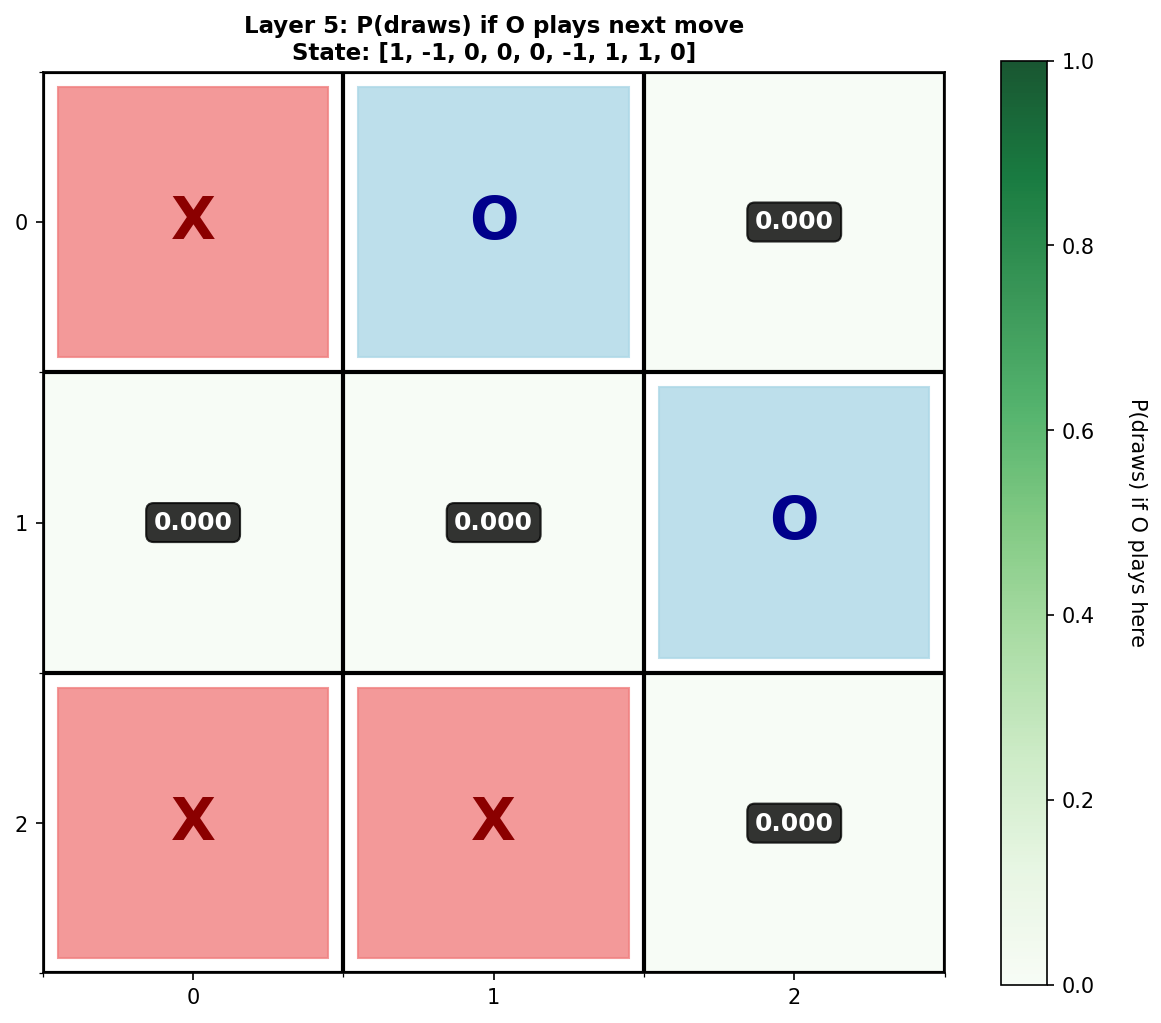 Layer 5: P(draws) if O plays next move
State: [1, -1, 0, 0, 0, -1, 1, 1, 0]
X
O
0.000
0.000
0.000
O
X
X
0.000
0
1
2
0
1
2
1.0
0.8
0.6
0.4
0.2
0.0
P(draws) if O plays here